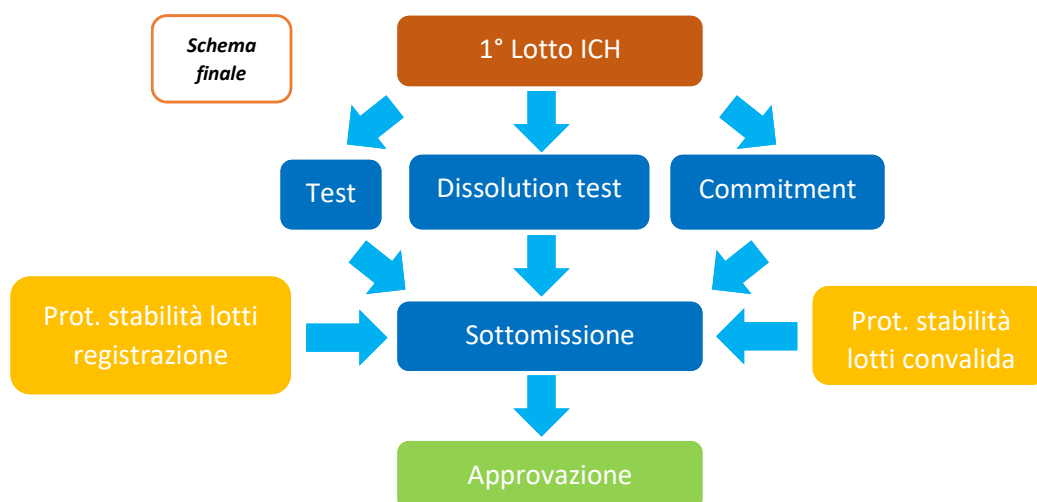 Schema
finale
1° Lotto ICH
Test
Dissolution test
Commitment
Prot. stabilità lotti
registrazione
Sottomissione
Prot. stabilità
lotti convalida
Approvazione